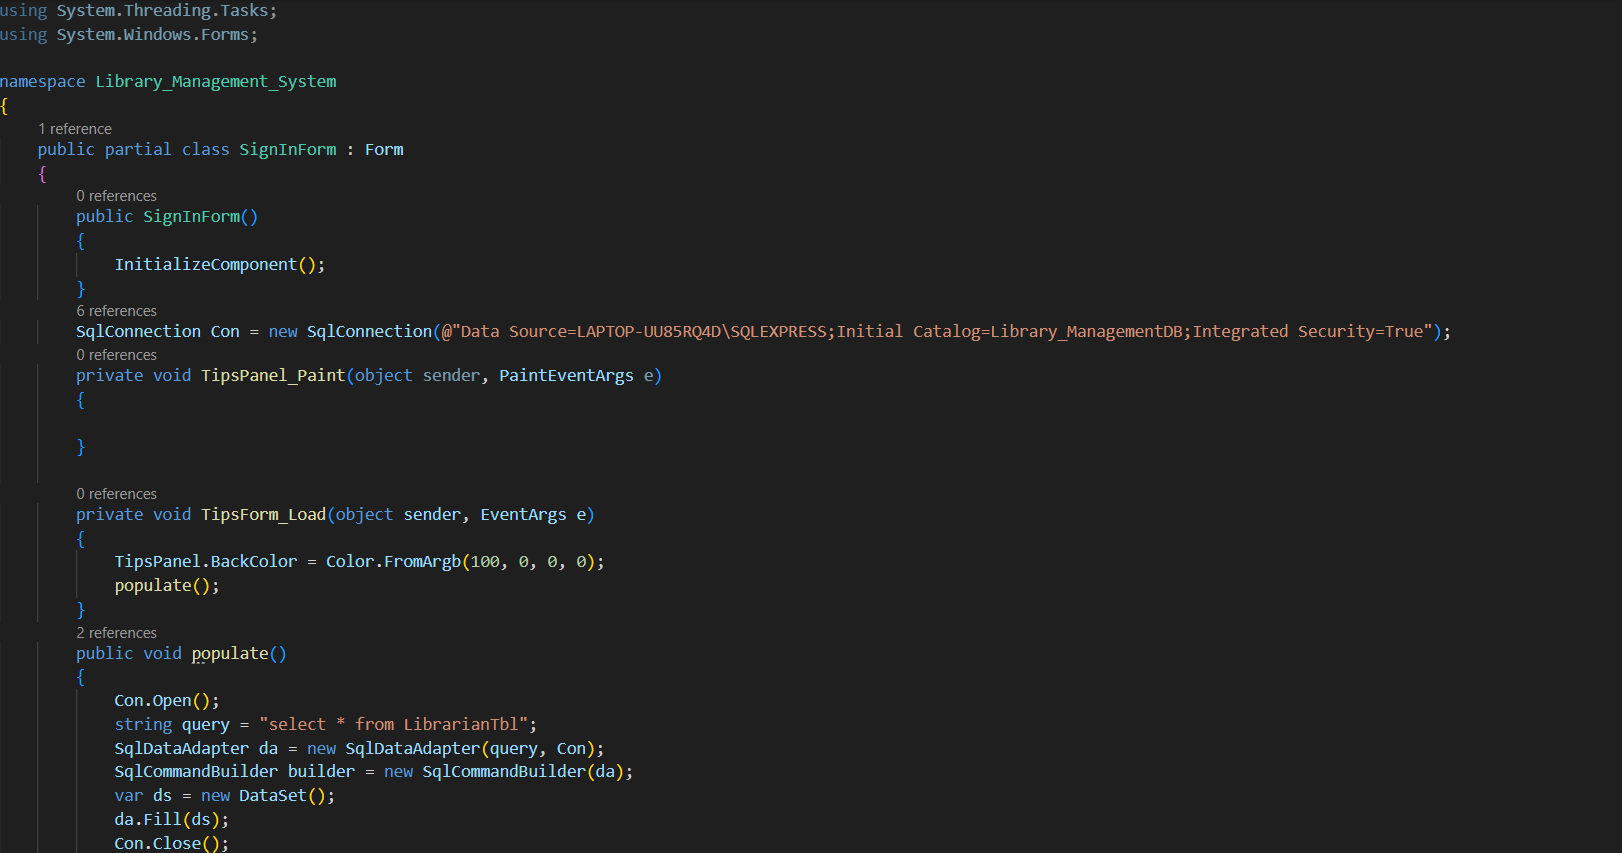 using System.Threading.Tasks;
using System.Windows.Forms;
namespace Library_Management_System
{
1 reference
public partial class SignInForm : Form
{
0 references
public SignInForm()
{
InitializeComponent();
}
6 references
SqlConnection Con = new SqlConnection(@"Data Source=LAPTOP-UU85RQ4D\SQLEXPRESS;Initial Catalog=Library_ManagementDB;Integrated Security=True");
0 references
private void TipsPanel_Paint(object sender, PaintEventArgs e)
{
}
0 references
private void TipsForm_Load(object sender, EventArgs e)
{
TipsPanel.BackColor = Color.FromArgb(100, 0, 0, 0);
populate();
}
2 references
public void populate()
{
Con.Open();
string query = "select * from LibrarianTbl";
SqlDataAdapter da = new SqlDataAdapter(query, Con);
SqlCommandBuilder builder = new SqlCommandBuilder(da);
var ds = new DataSet();
da.Fill(ds);
Con.Close();